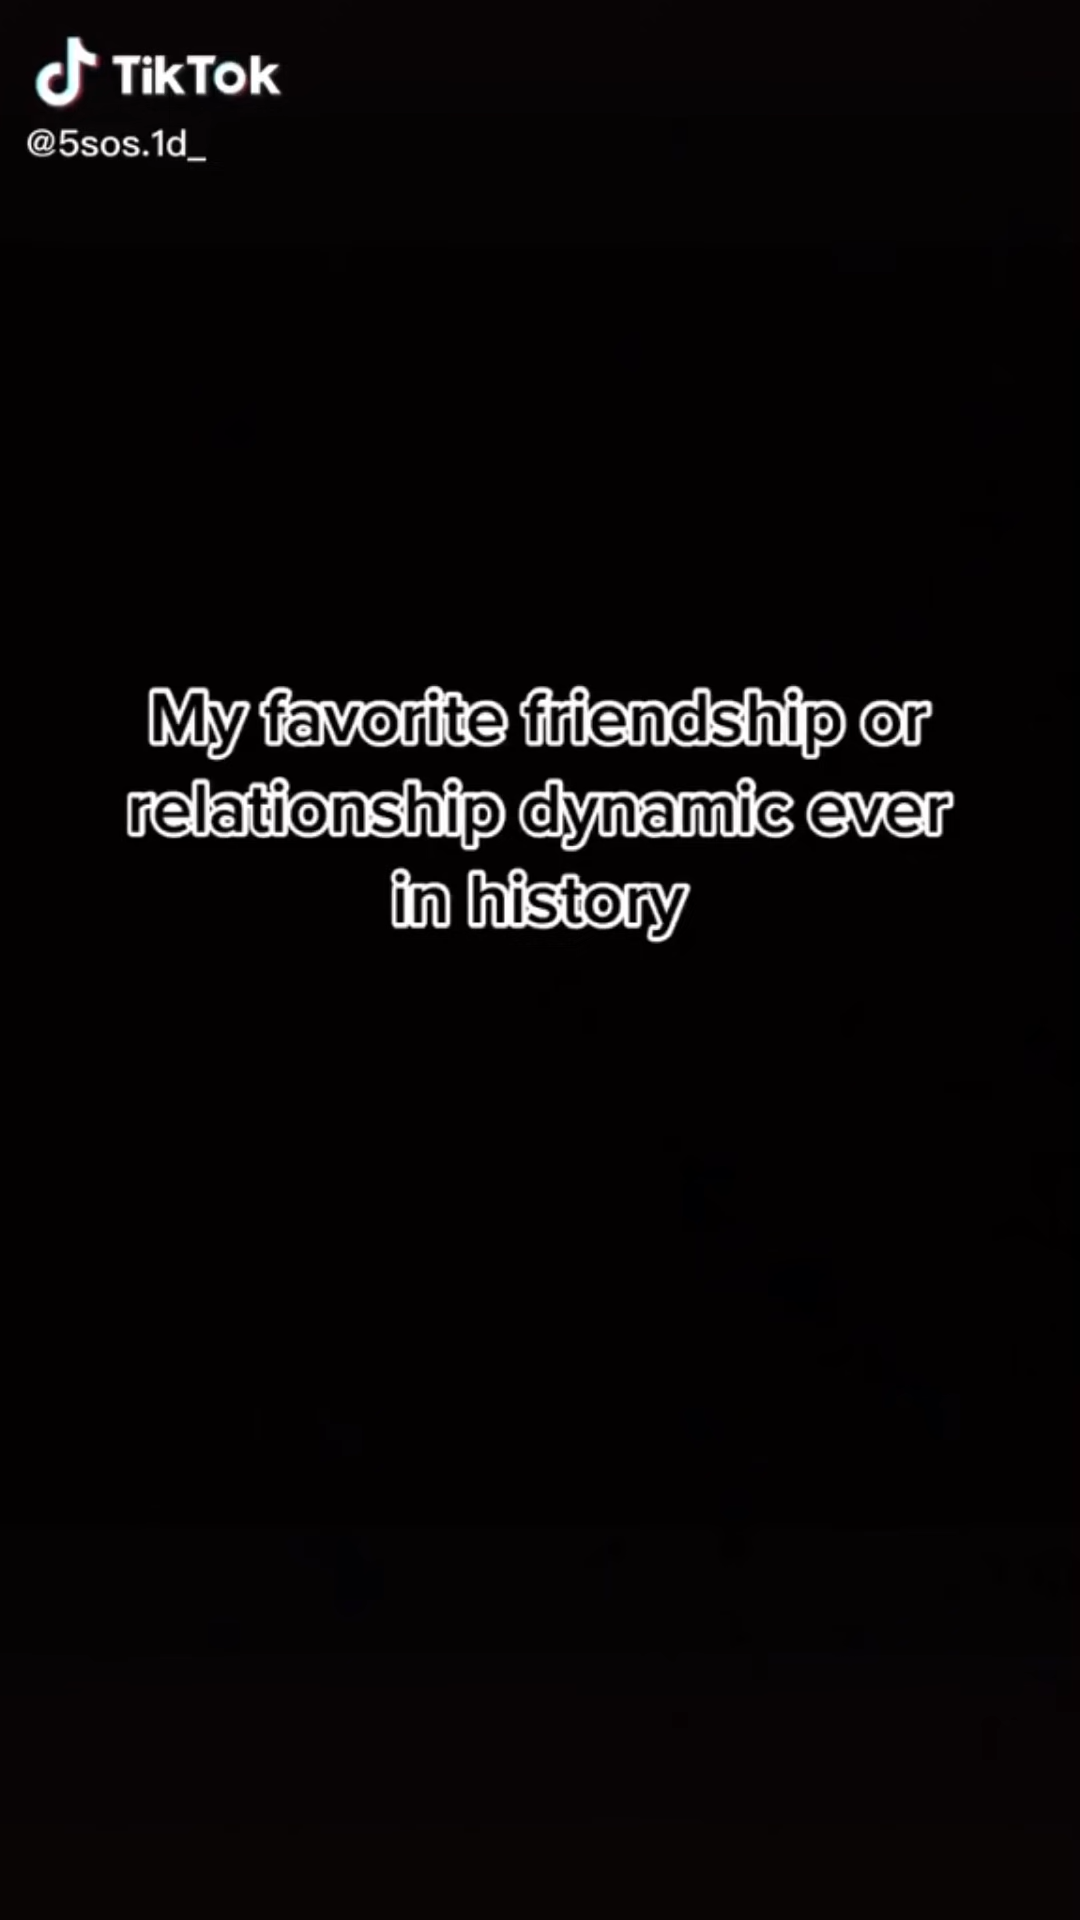 TikTok
@5sos.1d_
My favorite friendship or
relationship dynamic ever
in history